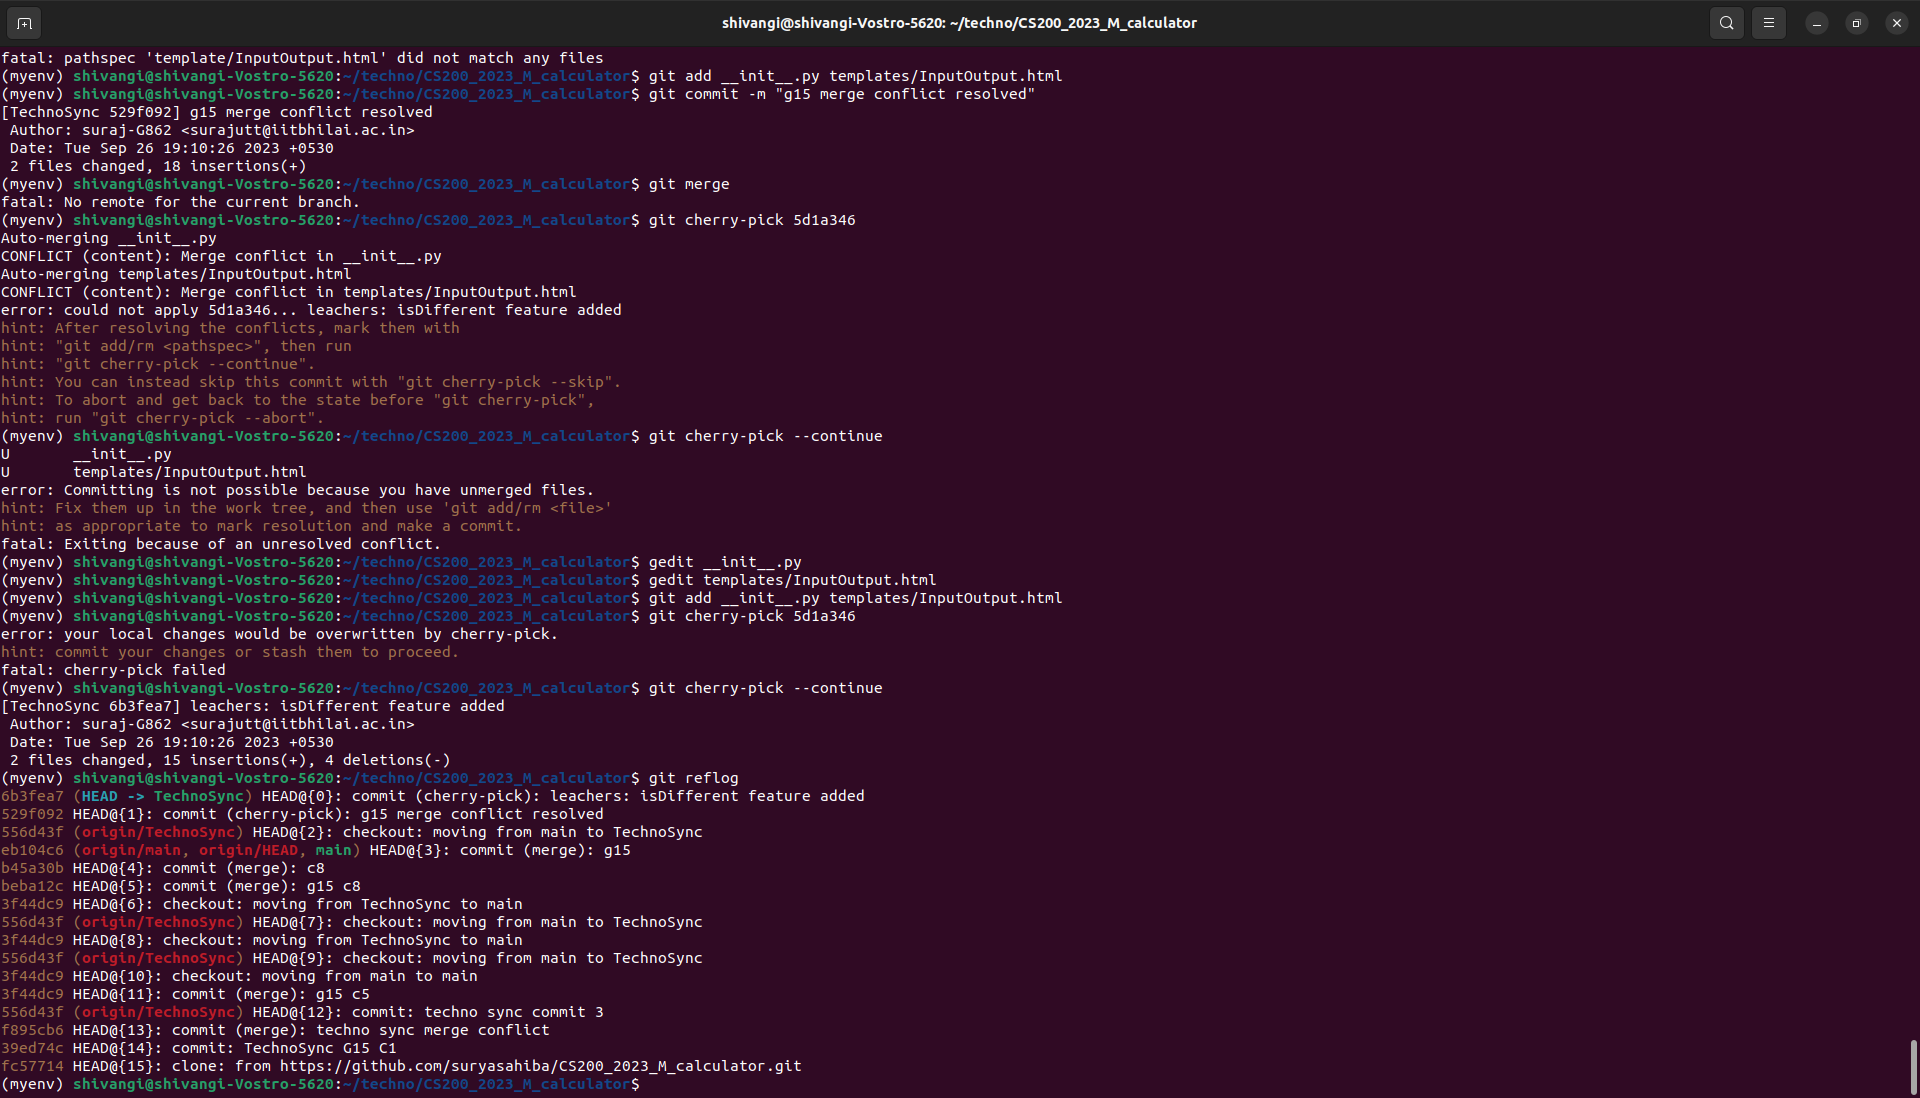 shivangi@shivangi-Vostro-5620: ~/techno/CS200_2023_M_calculator
fatal: pathspec 'template/InputOutput.html' did not match any files
(myenv) shivangi@shivangi-Vostro-5620:~/techno/CS200_2023_M_calculator$ git add __init__.py templates/InputOutput.html
(myenv) shivangi@shivangi-Vostro-5620:~/techno/CS200_2023_M_calculator$ git commit -m "g15 merge conflict resolved"
[TechnoSync 529f092] g15 merge conflict resolved
 Author: suraj-G862 <surajutt@iitbhilai.ac.in>
 Date: Tue Sep 26 19:10:26 2023 +0530
 2 files changed, 18 insertions(+)
(myenv) shivangi@shivangi-Vostro-5620:~/techno/CS200_2023_M_calculator$ git merge
fatal: No remote for the current branch.
(myenv) shivangi@shivangi-Vostro-5620:~/techno/CS200_2023_M_calculator$ git cherry-pick 5d1a346
Auto-merging __init__.py
CONFLICT (content): Merge conflict in __init__.py
Auto-merging templates/InputOutput.html
CONFLICT (content): Merge conflict in templates/InputOutput.html
error: could not apply 5d1a346... leachers: isDifferent feature added
hint: After resolving the conflicts, mark them with
hint: "git add/rm <pathspec>", then run
hint: "git cherry-pick --continue".
hint: You can instead skip this commit with "git cherry-pick --skip".
hint: To abort and get back to the state before "git cherry-pick",
hint: run "git cherry-pick --abort".
(myenv) shivangi@shivangi-Vostro-5620:~/techno/CS200_2023_M_calculator$ git cherry-pick --continue
U       __init__.py
U       templates/InputOutput.html
error: Committing is not possible because you have unmerged files.
hint: Fix them up in the work tree, and then use 'git add/rm <file>'
hint: as appropriate to mark resolution and make a commit.
fatal: Exiting because of an unresolved conflict.
(myenv) shivangi@shivangi-Vostro-5620:~/techno/CS200_2023_M_calculator$ gedit __init__.py
(myenv) shivangi@shivangi-Vostro-5620:~/techno/CS200_2023_M_calculator$ gedit templates/InputOutput.html
(myenv) shivangi@shivangi-Vostro-5620:~/techno/CS200_2023_M_calculator$ git add __init__.py templates/InputOutput.html
(myenv) shivangi@shivangi-Vostro-5620:~/techno/CS200_2023_M_calculator$ git cherry-pick 5d1a346
error: your local changes would be overwritten by cherry-pick.
hint: commit your changes or stash them to proceed.
fatal: cherry-pick failed
(myenv) shivangi@shivangi-Vostro-5620:~/techno/CS200_2023_M_calculator$ git cherry-pick --continue
[TechnoSync 6b3fea7] leachers: isDifferent feature added
 Author: suraj-G862 <surajutt@iitbhilai.ac.in>
 Date: Tue Sep 26 19:10:26 2023 +0530
 2 files changed, 15 insertions(+), 4 deletions(-)
(myenv) shivangi@shivangi-Vostro-5620:~/techno/CS200_2023_M_calculator$ git reflog
6b3fea7 (HEAD -> TechnoSync) HEAD@{0}: commit (cherry-pick): leachers: isDifferent feature added
529f092 HEAD@{1}: commit (cherry-pick): g15 merge conflict resolved
556d43f (origin/TechnoSync) HEAD@{2}: checkout: moving from main to TechnoSync
eb104c6 (origin/main, origin/HEAD, main) HEAD@{3}: commit (merge): g15
b45a30b HEAD@{4}: commit (merge): c8
beba12c HEAD@{5}: commit (merge): g15 c8
3f44dc9 HEAD@{6}: checkout: moving from TechnoSync to main
556d43f (origin/TechnoSync) HEAD@{7}: checkout: moving from main to TechnoSync
3f44dc9 HEAD@{8}: checkout: moving from TechnoSync to main
556d43f (origin/TechnoSync) HEAD@{9}: checkout: moving from main to TechnoSync
3f44dc9 HEAD@{10}: checkout: moving from main to main
3f44dc9 HEAD@{11}: commit (merge): g15 c5
556d43f (origin/TechnoSync) HEAD@{12}: commit: techno sync commit 3
f895cb6 HEAD@{13}: commit (merge): techno sync merge conflict
39ed74c HEAD@{14}: commit: TechnoSync G15 C1
fc57714 HEAD@{15}: clone: from https://github.com/suryasahiba/CS200_2023_M_calculator.git
(myenv) shivangi@shivangi-Vostro-5620:~/techno/CS200_2023_M_calculator$